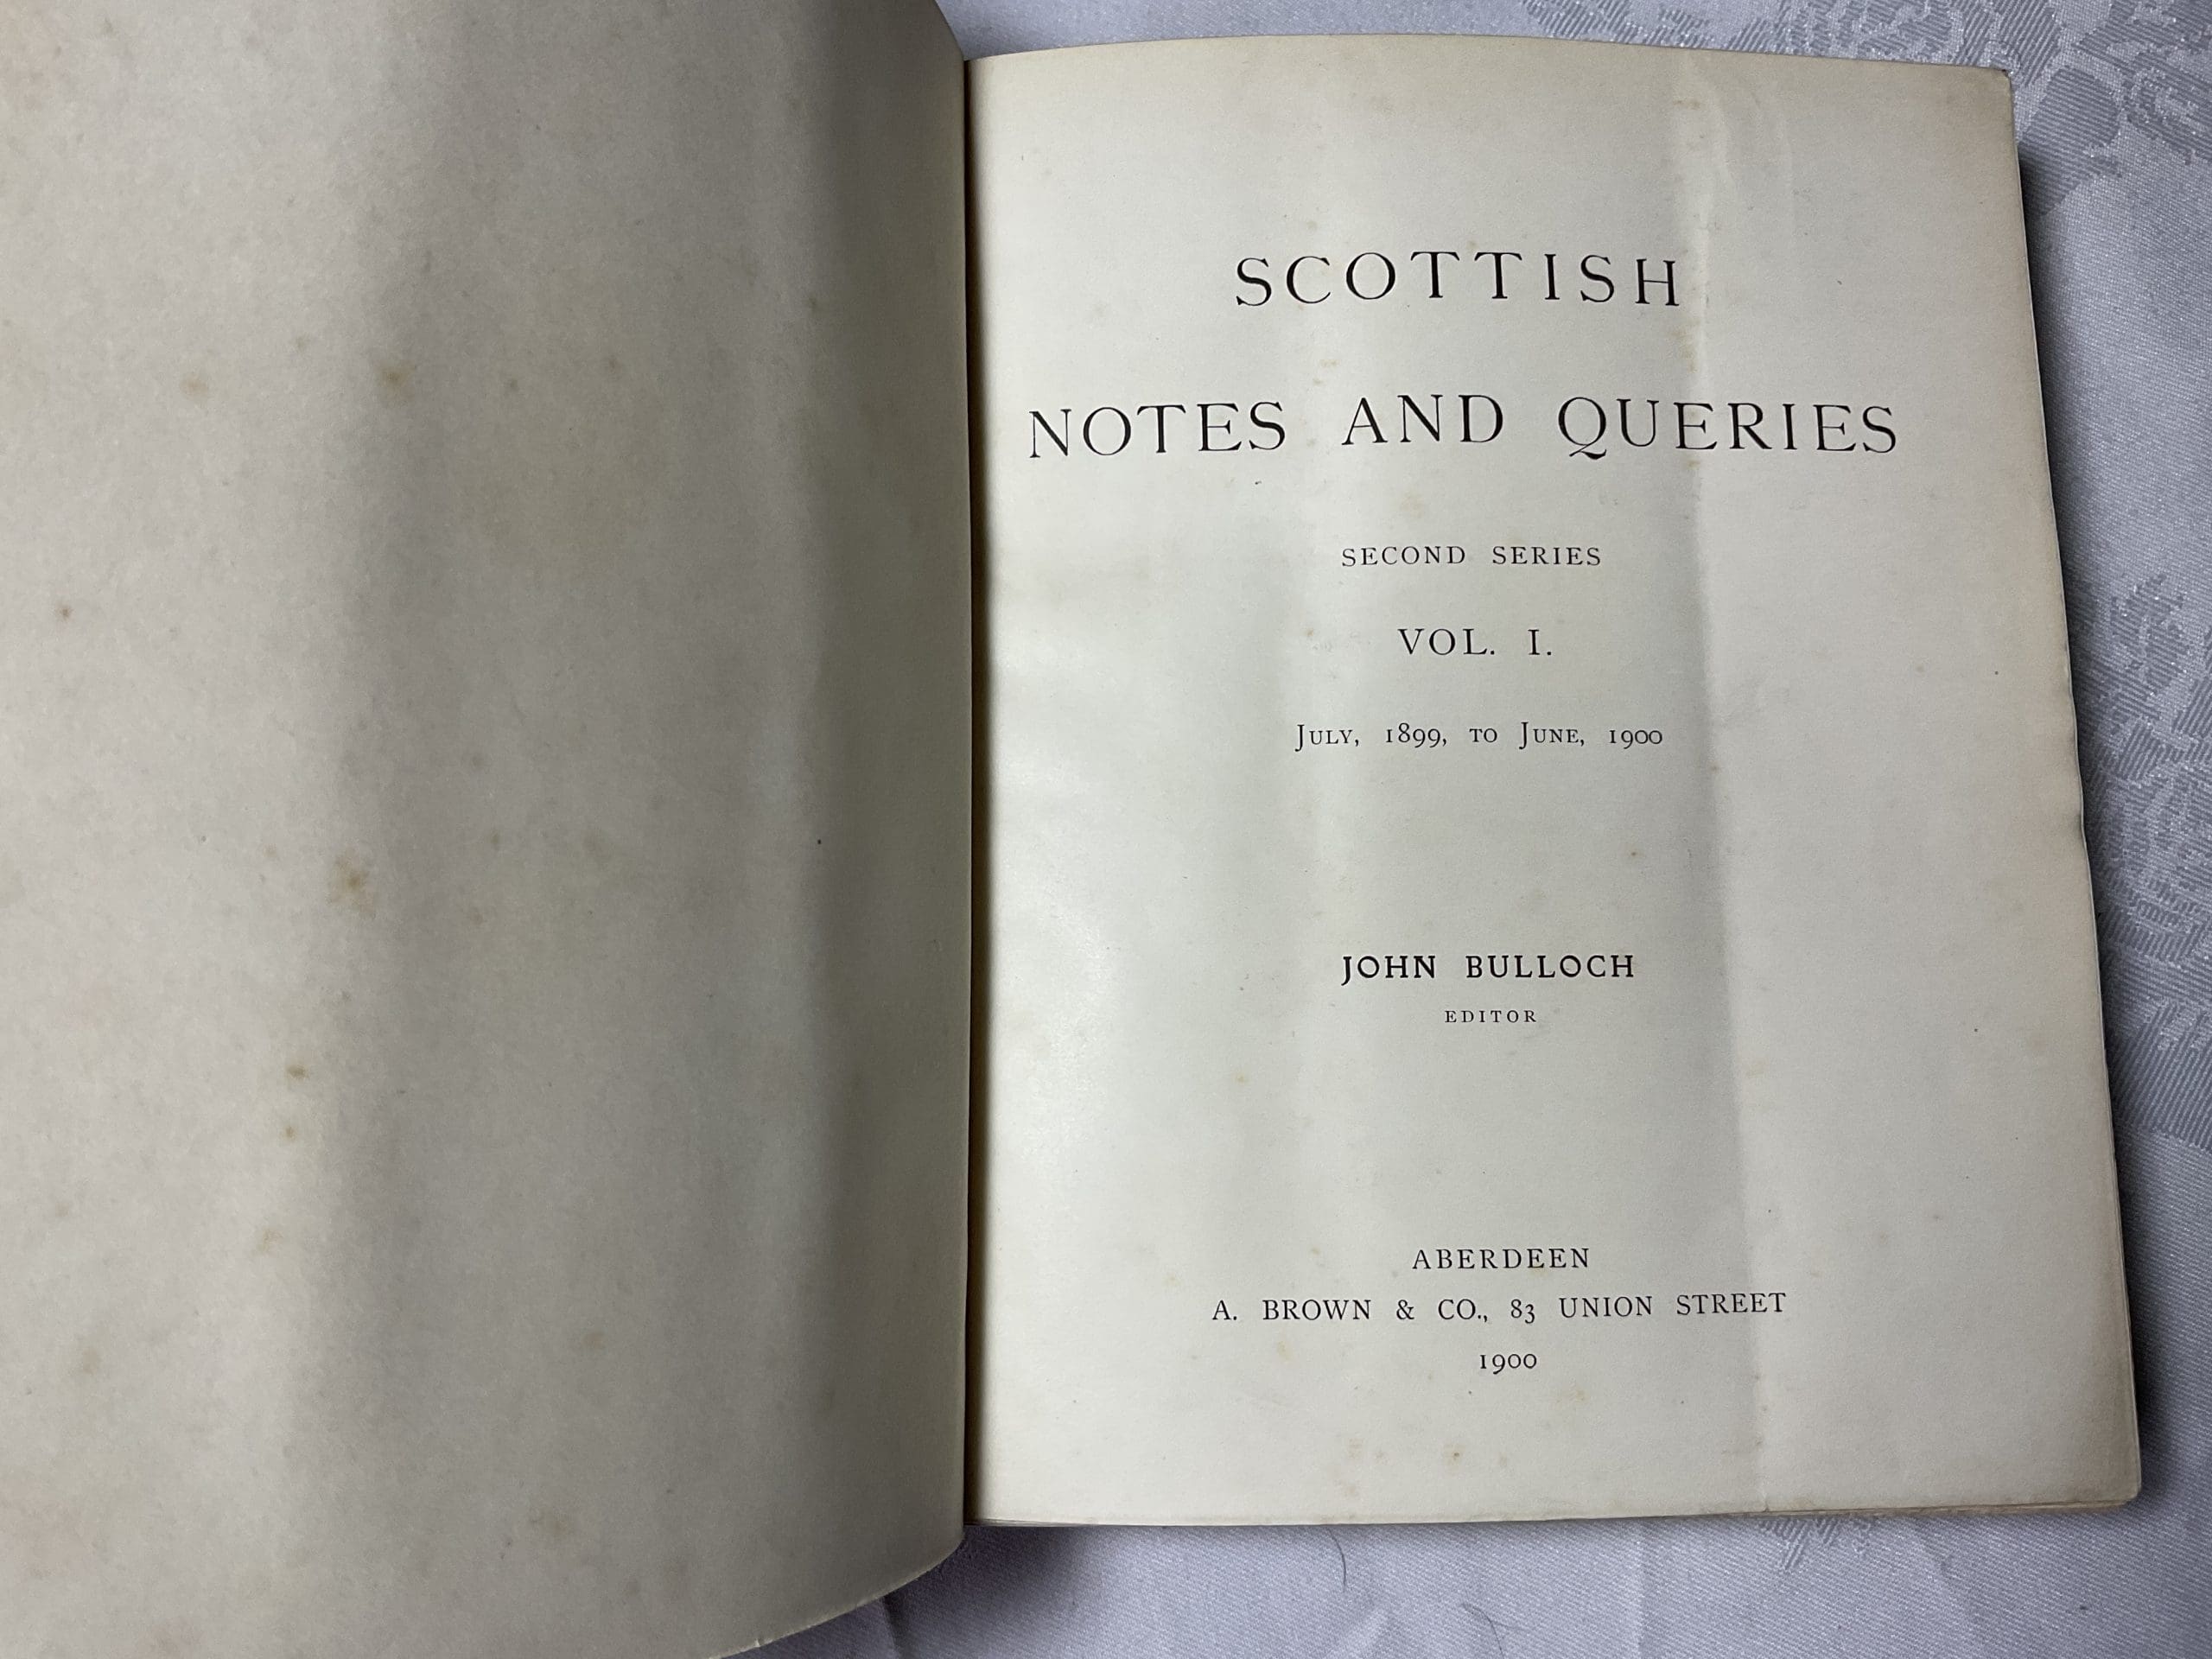 SCOTTISH
NOTES AND QUERIES
SECOND SERIES
VOL. I.
JULY, 1899, TO JUNE, 1900
JOHN BULLOCH
EDITOR
ABERDEEN
A. BROWN & CO., 83 UNION STREET
1900